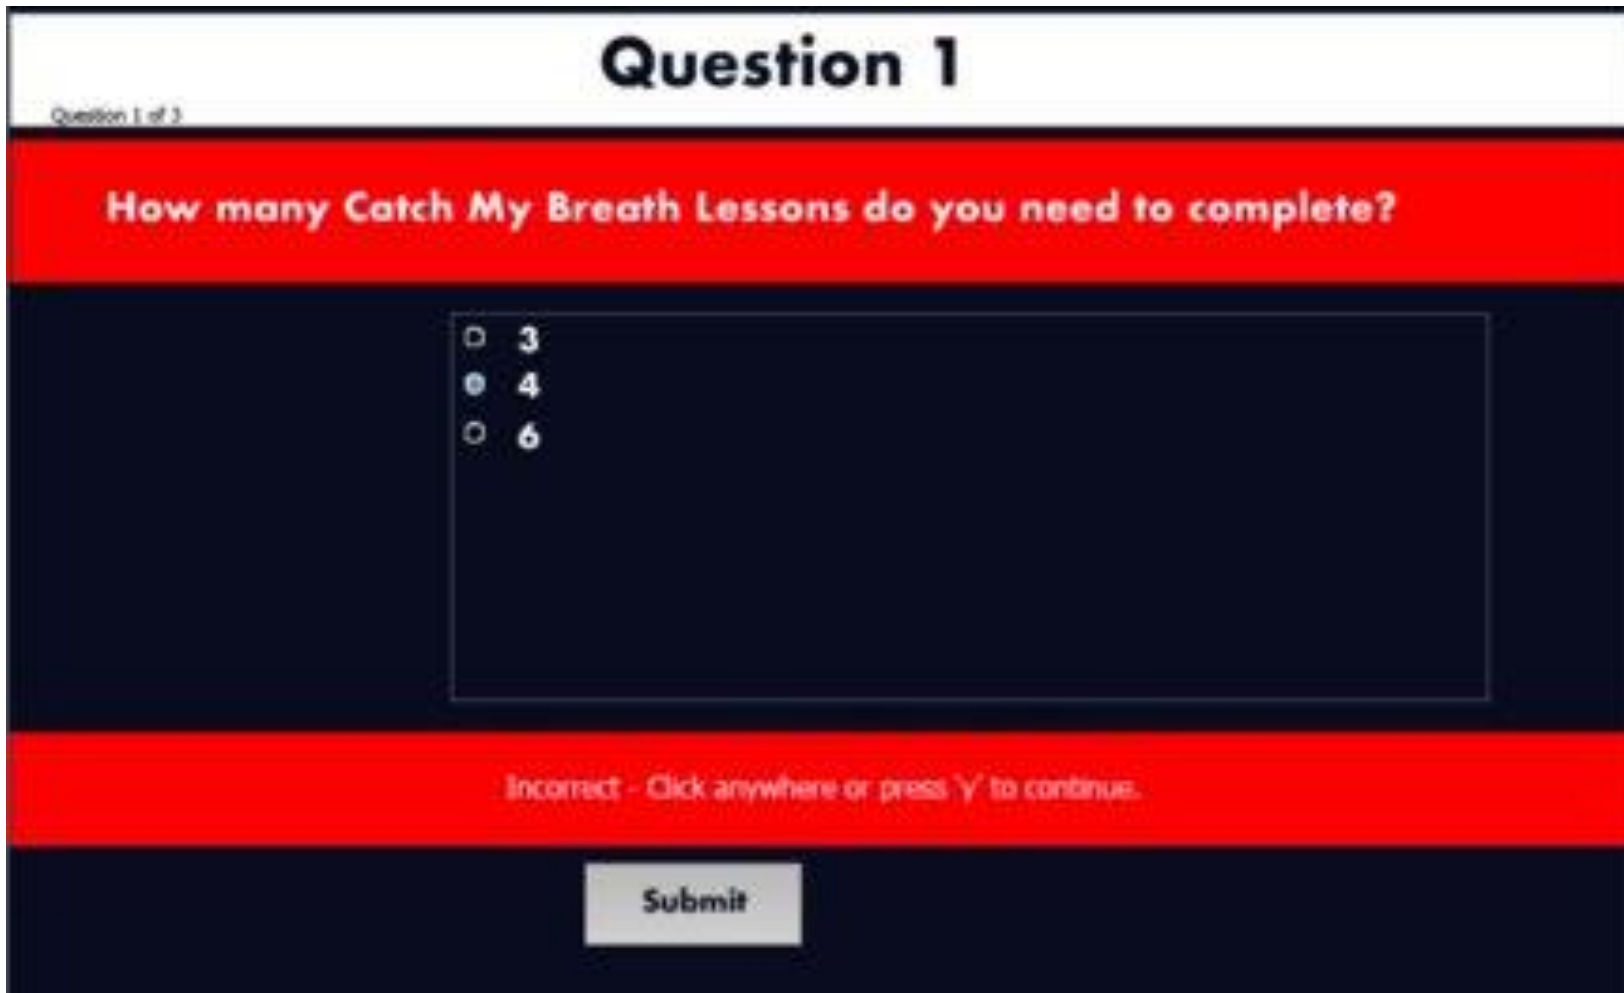 Question 1
Question 1 of 3
How many Catch My Breath Lessons do you need to complete?
3
4
6
Incorrect - Click anywhere or press 'y' to continue.
Submit